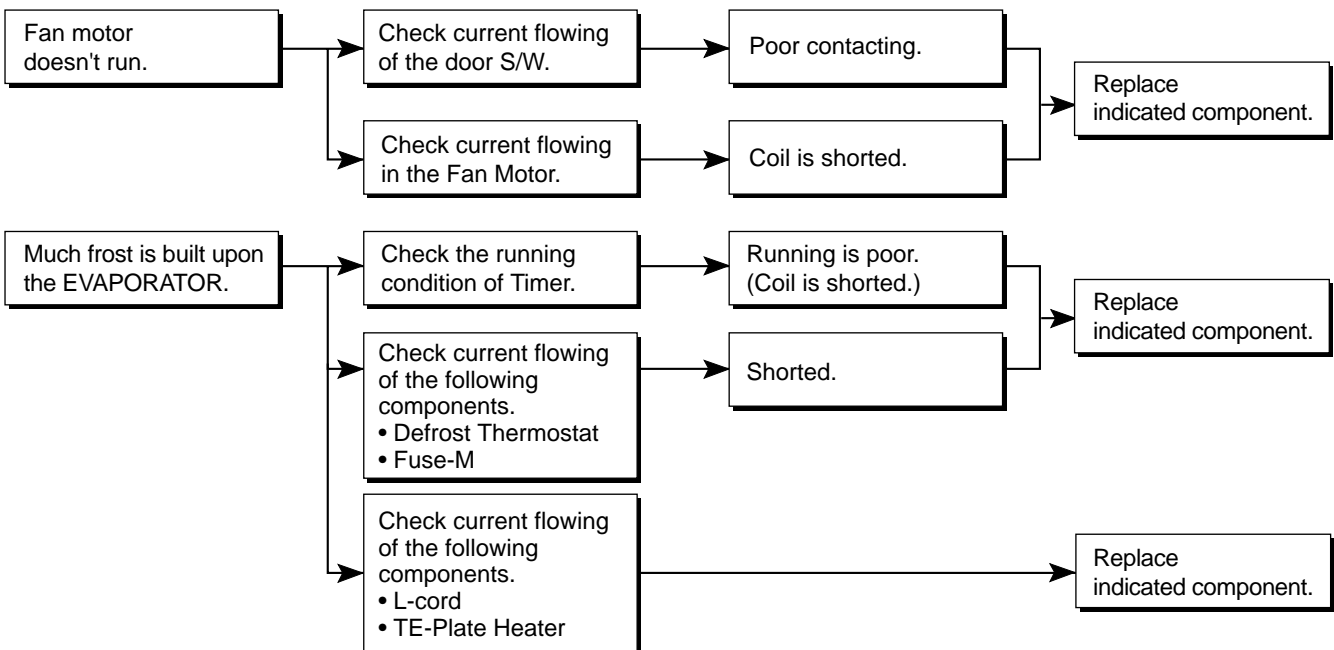 Fan motor
doesn't run.
Check current flowing
of the door S/W.
Poor contacting.
Replace
indicated component.
Check current flowing
in the Fan Motor.
Coil is shorted.
Much frost is built upon
the EVAPORATOR.
Check the running
condition of Timer.
Running is poor.
(Coil is shorted.)
Replace
indicated component.
Check current flowing
of the following
components.
• Defrost Thermostat
• Fuse-M
Shorted.
Check current flowing
of the following
components.
• L-cord
• TE-Plate Heater
Replace
indicated component.